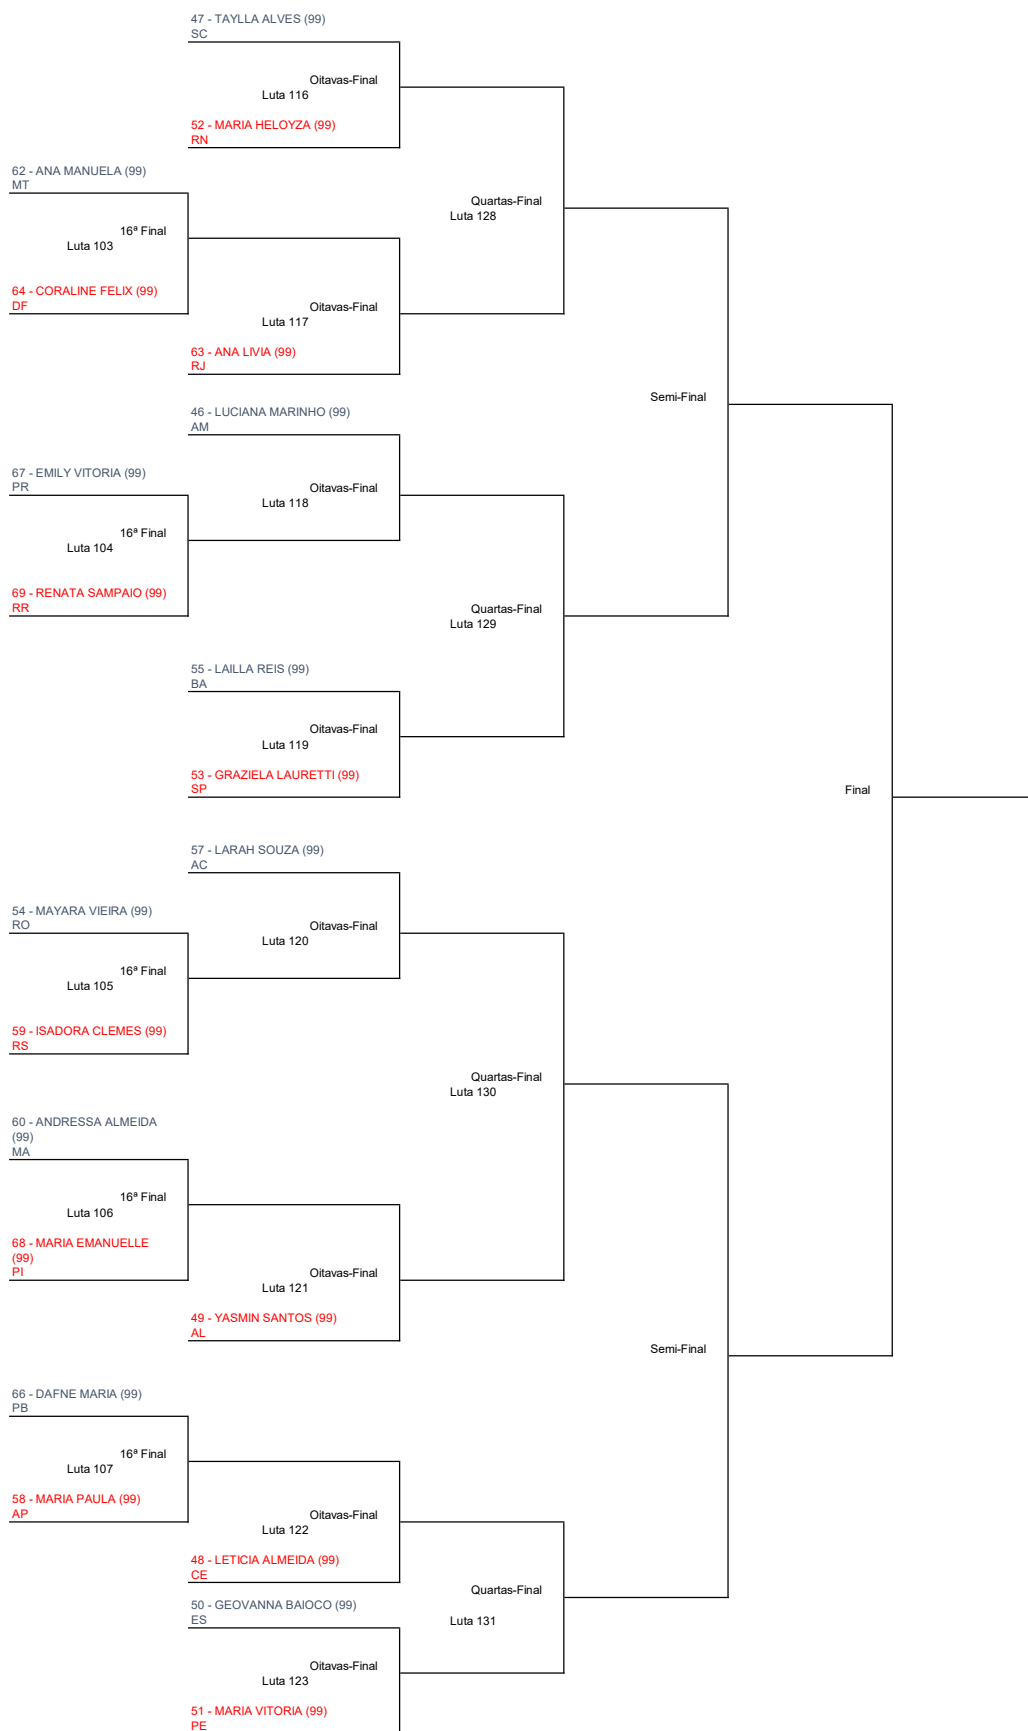 47 - TAYLLA ALVES (99)
SC
Oitavas-Final
Luta 116
52 - MARIA HELOYZA (99)
RN
62 - ANA MANUELA (99)
MT
Quartas-Final
Luta 128
16ª Final
Luta 103
64 - CORALINE FELIX (99)
DF
Oitavas-Final
Luta 117
63 - ANA LIVIA (99)
RJ
Semi-Final
46 - LUCIANA MARINHO (99)
AM
67 - EMILY VITORIA (99)
PR
Oitavas-Final
Luta 118
16ª Final
Luta 104
69 - RENATA SAMPAIO (99)
RR
Quartas-Final
Luta 129
55 - LAILLA REIS (99)
BA
Oitavas-Final
Luta 119
53 - GRAZIELA LAURETTI (99)
SP
Final
57 - LARAH SOUZA (99)
AC
54 - MAYARA VIEIRA (99)
RO
Oitavas-Final
Luta 120
16ª Final
Luta 105
59 - ISADORA CLEMES (99)
RS
Quartas-Final
Luta 130
60 - ANDRESSA ALMEIDA
(99)
MA
16ª Final
Luta 106
68 - MARIA EMANUELLE
(99)
PI
Oitavas-Final
Luta 121
49 - YASMIN SANTOS (99)
AL
Semi-Final
66 - DAFNE MARIA (99)
PB
16ª Final
Luta 107
58 - MARIA PAULA (99)
AP
Oitavas-Final
Luta 122
48 - LETICIA ALMEIDA (99)
CE
Quartas-Final
Luta 131
50 - GEOVANNA BAIOCO (99)
ES
Oitavas-Final
Luta 123
51 - MARIA VITORIA (99)
PE